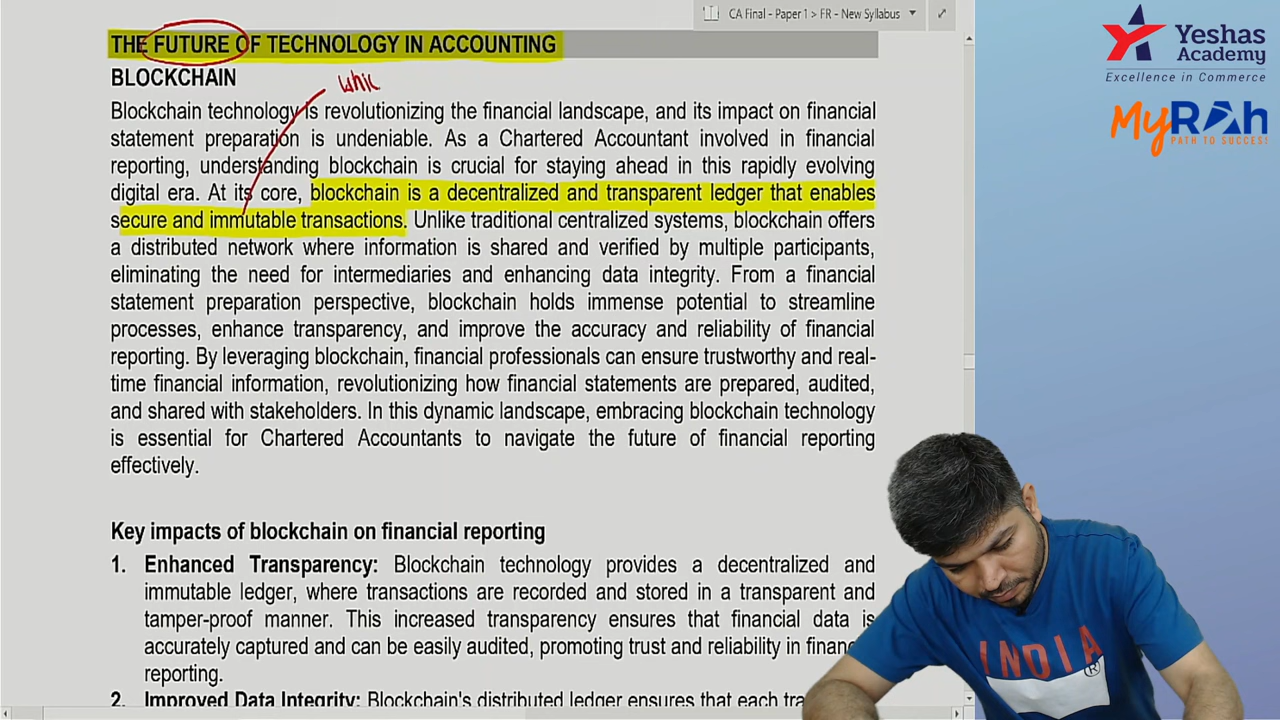 CA Final - Paper 1 > FR - New Syllabus
Yeshas
Academy
Excellence in Commerce
MyRAh
PATH TO SUCCESS
THE FUTURE OF TECHNOLOGY IN ACCOUNTING
BLOCKCHAIN
whic
Blockchain technology is revolutionizing the financial landscape, and its impact on financial
statement preparation is undeniable. As a Chartered Accountant involved in financial
reporting, understanding blockchain is crucial for staying ahead in this rapidly evolving
digital era. At its core, blockchain is a decentralized and transparent ledger that enables
secure and immutable transactions. Unlike traditional centralized systems, blockchain offers
a distributed network where information is shared and verified by multiple participants,
eliminating the need for intermediaries and enhancing data integrity. From a financial
statement preparation perspective, blockchain holds immense potential to streamline
processes, enhance transparency, and improve the accuracy and reliability of financial
reporting. By leveraging blockchain, financial professionals can ensure trustworthy and real-
time financial information, revolutionizing how financial statements are prepared, audited,
and shared with stakeholders. In this dynamic landscape, embracing blockchain technology
is essential for Chartered Accountants to navigate the future of financial reporting
effectively.
Key impacts of blockchain on financial reporting
1. Enhanced Transparency: Blockchain technology provides a decentralized and
immutable ledger, where transactions are recorded and stored in a transparent and
tamper-proof manner. This increased transparency ensures that financial data is
accurately captured and can be easily audited, promoting trust and reliability in
reporting.
2. Improved Data Integrity: Blockchain's distributed ledger ensures that each
INDIA